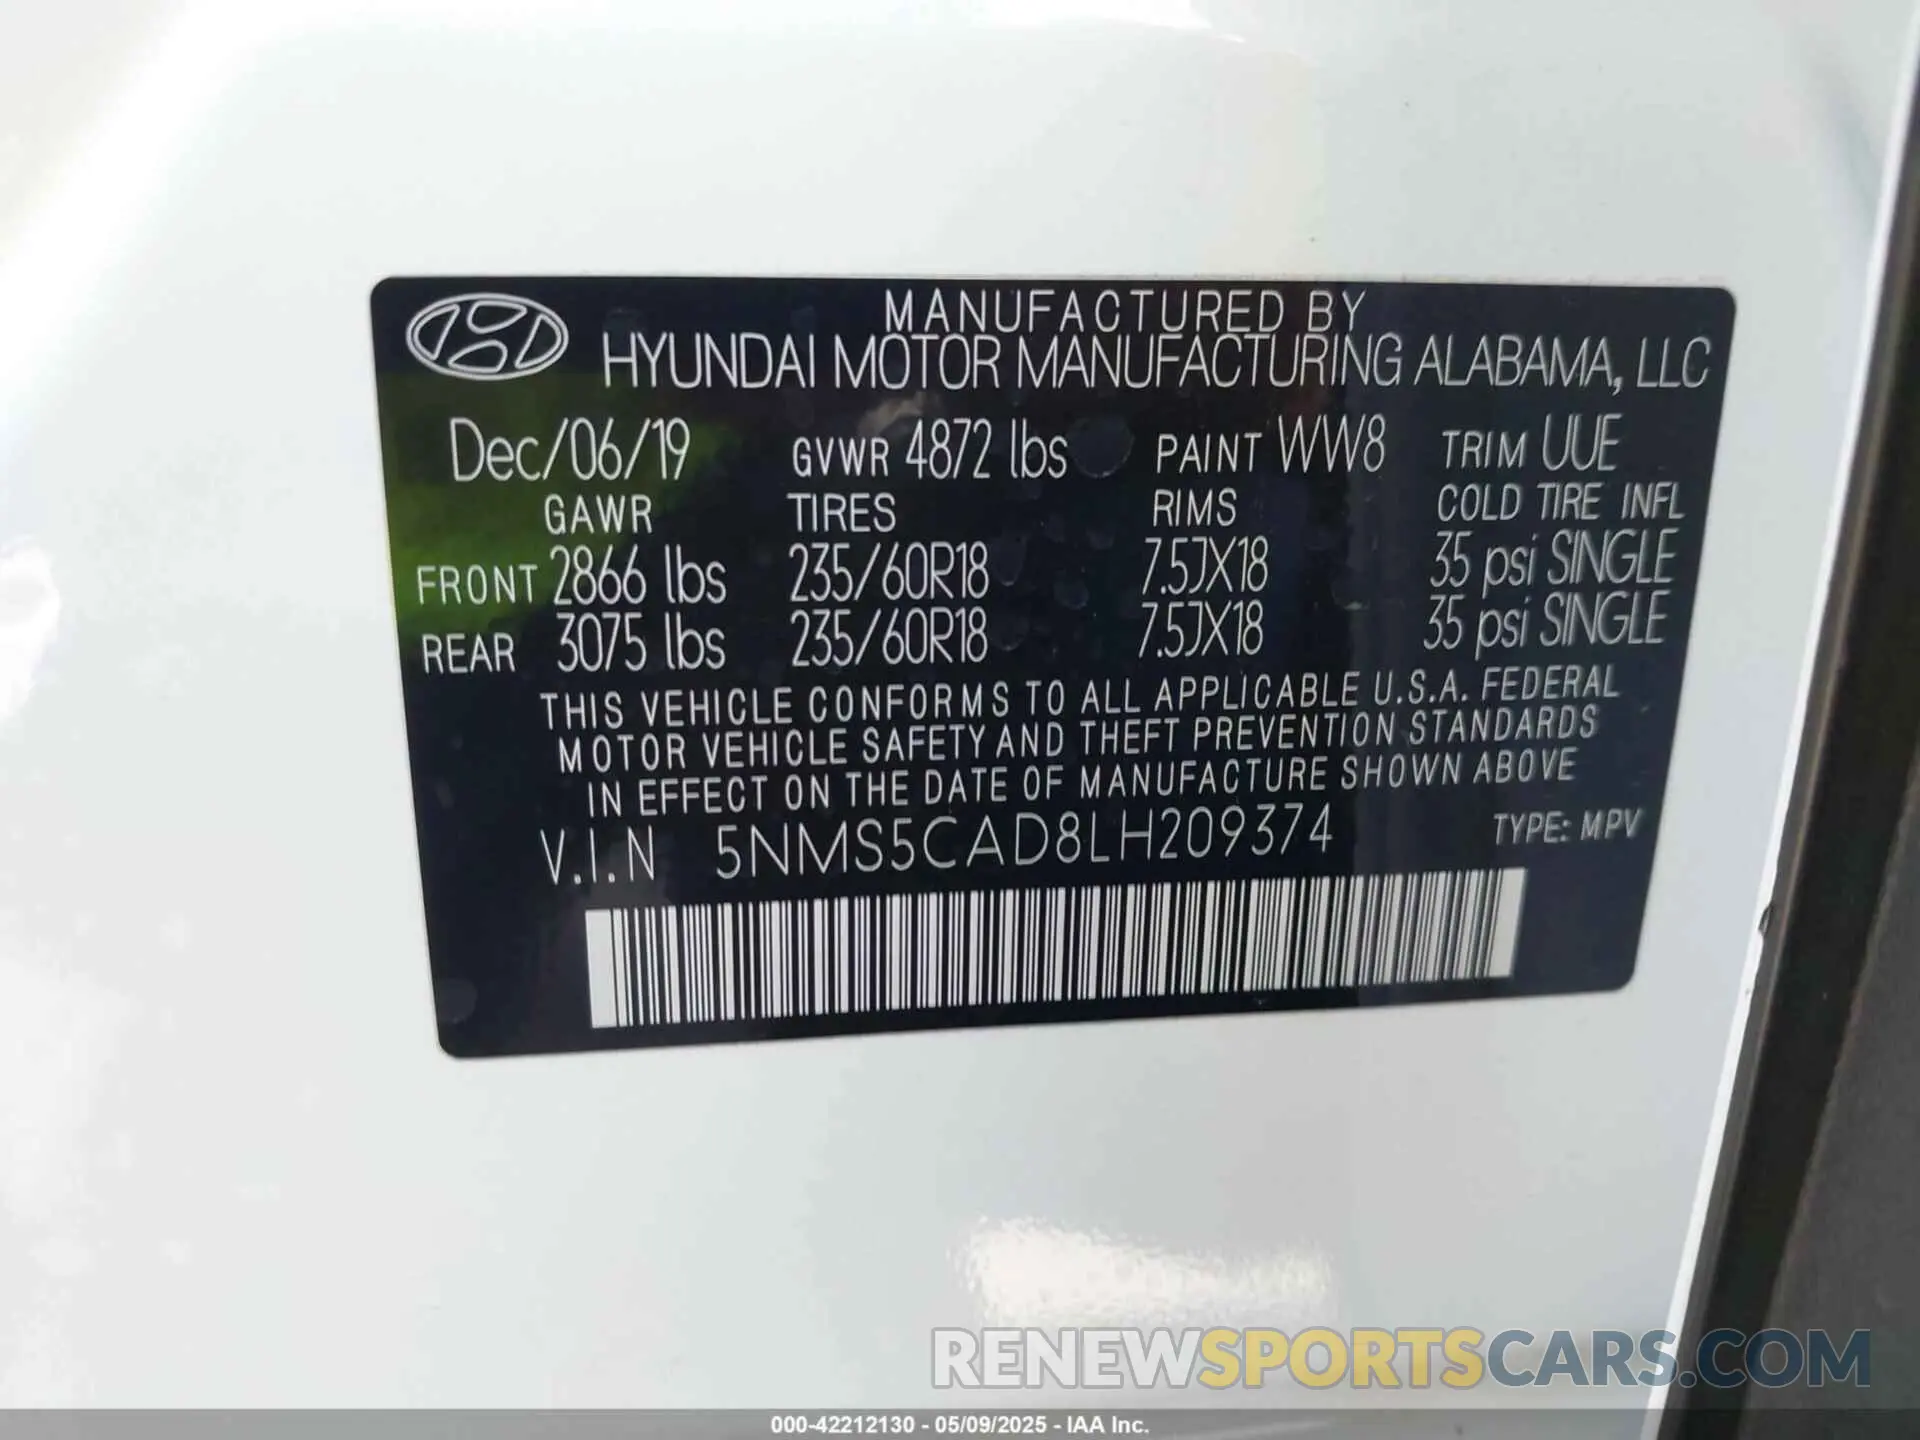 MANUFACTURED BY
HYUNDAI MOTOR MANUFACTURING ALABAMA, LLC
Dec/06/19 GVWR 4872 lbs PAINT WW8 TRIM UUE
GAWR TIRES RIMS COLD TIRE INFL
FRONT 2866 lbs 235/60R18 7.5JX18 35 psi SINGLE
REAR 3075 lbs 235/60R18 7.5JX18 35 psi SINGLE
THIS VEHICLE CONFORMS TO ALL APPLICABLE U.S.A. FEDERAL
MOTOR VEHICLE SAFETY AND THEFT PREVENTION STANDARDS
IN EFFECT ON THE DATE OF MANUFACTURE SHOWN ABOVE
V.I.N 5NMS5CAD8LH209374 TYPE: MPV
RENEWSPORTSCARS.COM
000-42212130 - 05/09/2025 - IAA Inc.